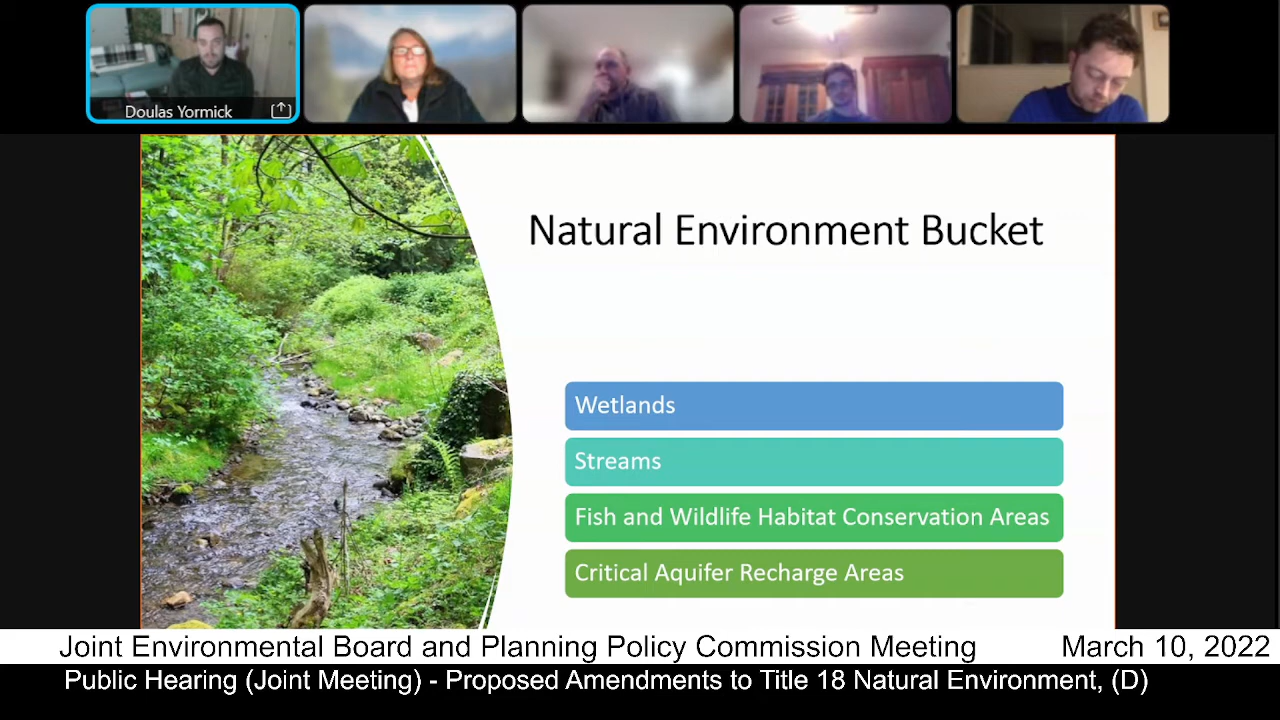 Doulas Yormick
Natural Environment Bucket
Wetlands
Streams
Fish and Wildlife Habitat Conservation Areas
Critical Aquifer Recharge Areas
Joint Environmental Board and Planning Policy Commission Meeting March 10, 2022
Public Hearing (Joint Meeting) - Proposed Amendments to Title 18 Natural Environment, (D)